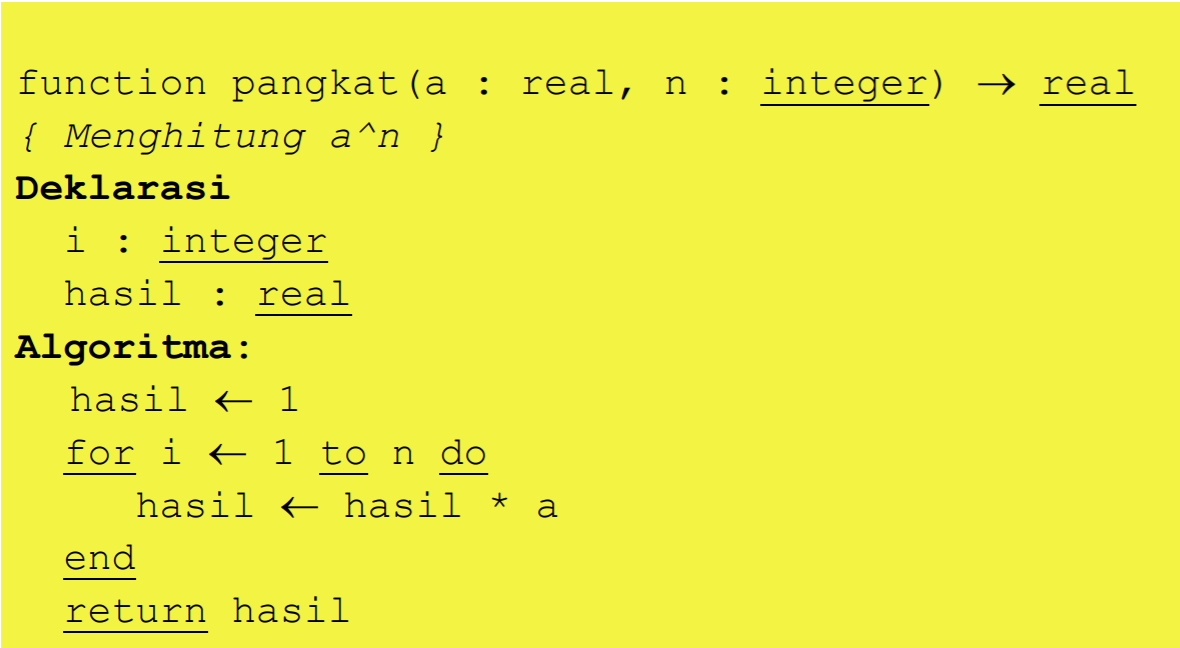 function pangkat(a : real, n : integer) → real
{ Menghitung a^n }
Deklarasi
i : integer
hasil : real
Algoritma:
hasil ← 1
for i ← 1 to n do
hasil ← hasil * a
end
return hasil